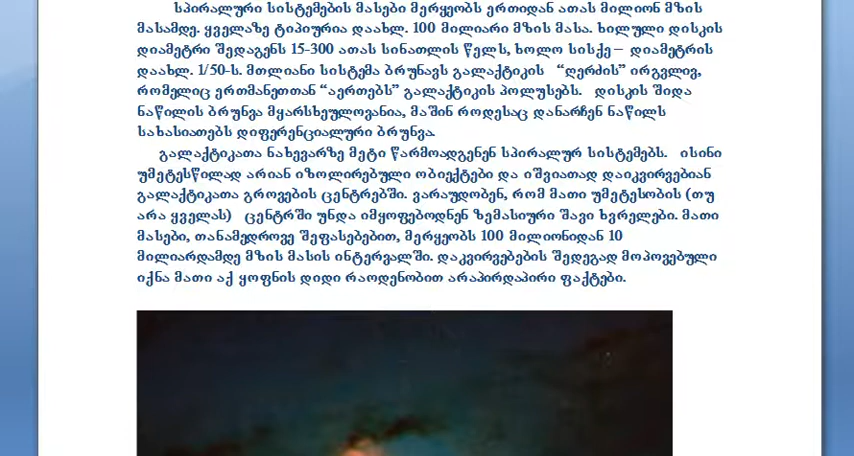 სპირალური სისტემების მასები მერყეობს ერთიდან ათას მილიონ მზის
მასამდე. ყველაზე ტიპიურია დაახლ. 100 მილიარი მზის მასა. ხილული დისკის
დიამეტრი შედაგენს 15-300 ათას სინათლის წელს, ხოლო სისქე – დიამეტრის
დაახლ. 1/50-ს. მთლიანი სისტემა ბრუნავს გალაქტიკის “ღერძის” ირგვლივ,
რომელიც ერთმანეთთან “აერთებს” გალაქტიკის პოლუსებს. დისკის შიდა
ნაწილის ბრუნვა მყარსხეულოვანია, მაშინ როდესაც დანარჩენ ნაწილს
სახასიათებს დიფერენციალური ბრუნვა.
გალაქტიკათა ნახევარზე მეტი წარმოადგენენ სპირალურ სისტემებს. ისინი
უმეტესწილად არიან იზოლირებული ობიექტები და იშვიათად დაიკვირვებიან
გალაქტიკათა გროვების ცენტრებში. ვარაუდობენ, რომ მათი უმეტესობის (თუ
არა ყველას) ცენტრში უნდა იმყოფებოდნენ ზემასიური შავი ხვრელები. მათი
მასები, თანამედროვე შეფასებებით, მერყეობს 100 მილიონიდან 10
მილიარდამდე მზის მასის ინტერვალში. დაკვირვებების შედეგად მოპოვებული
იქნა მათი აქ ყოფნის დიდი რაოდენობით არაპირდაპირი ფაქტები.